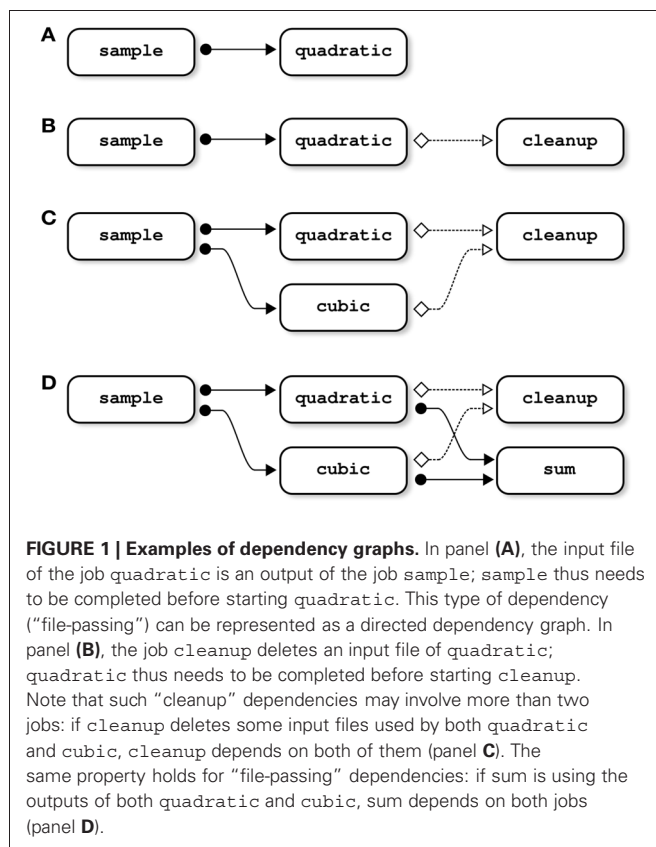 A
sample
quadratic
B
sample
quadratic
cleanup
C
sample
quadratic
cleanup
cubic
D
sample
quadratic
cleanup
cubic
sum
FIGURE 1 | Examples of dependency graphs. In panel (A), the input file
of the job quadratic is an output of the job sample; sample thus needs
to be completed before starting quadratic. This type of dependency
(“file-passing”) can be represented as a directed dependency graph. In
panel (B), the job cleanup deletes an input file of quadratic;
quadratic thus needs to be completed before starting cleanup.
Note that such “cleanup” dependencies may involve more than two
jobs: if cleanup deletes some input files used by both quadratic
and cubic, cleanup depends on both of them (panel C). The
same property holds for “file-passing” dependencies: if sum is using the
outputs of both quadratic and cubic, sum depends on both jobs
(panel D).